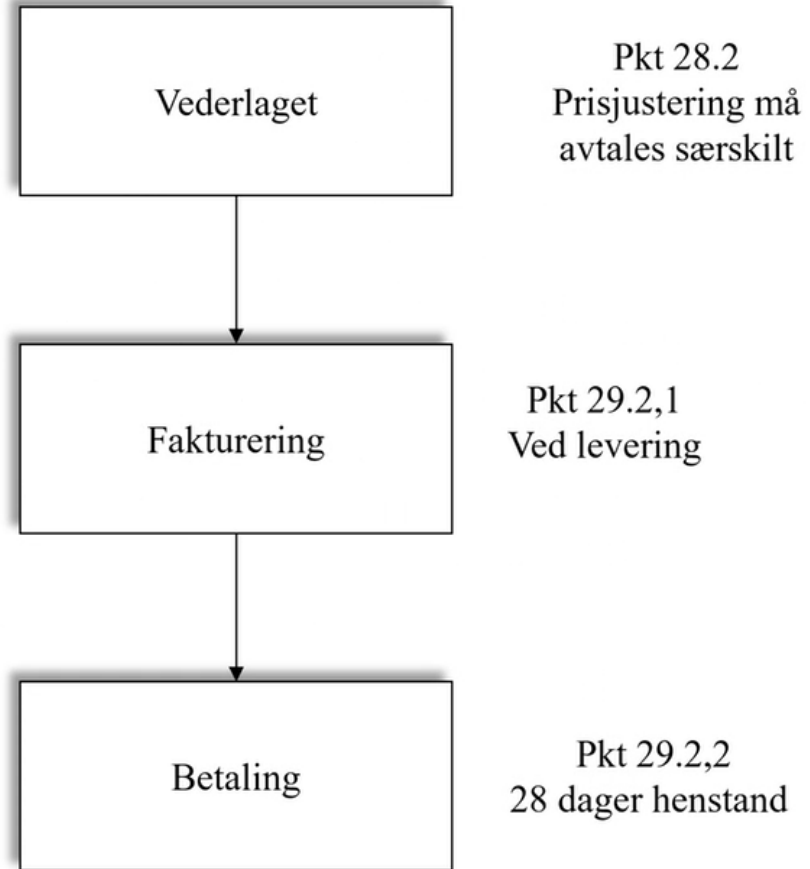 Vederlaget
Pkt 28.2
Prisjustering må
avtales særskilt
Fakturering
Pkt 29.2,1
Ved levering
Betaling
Pkt 29.2,2
28 dager henstand